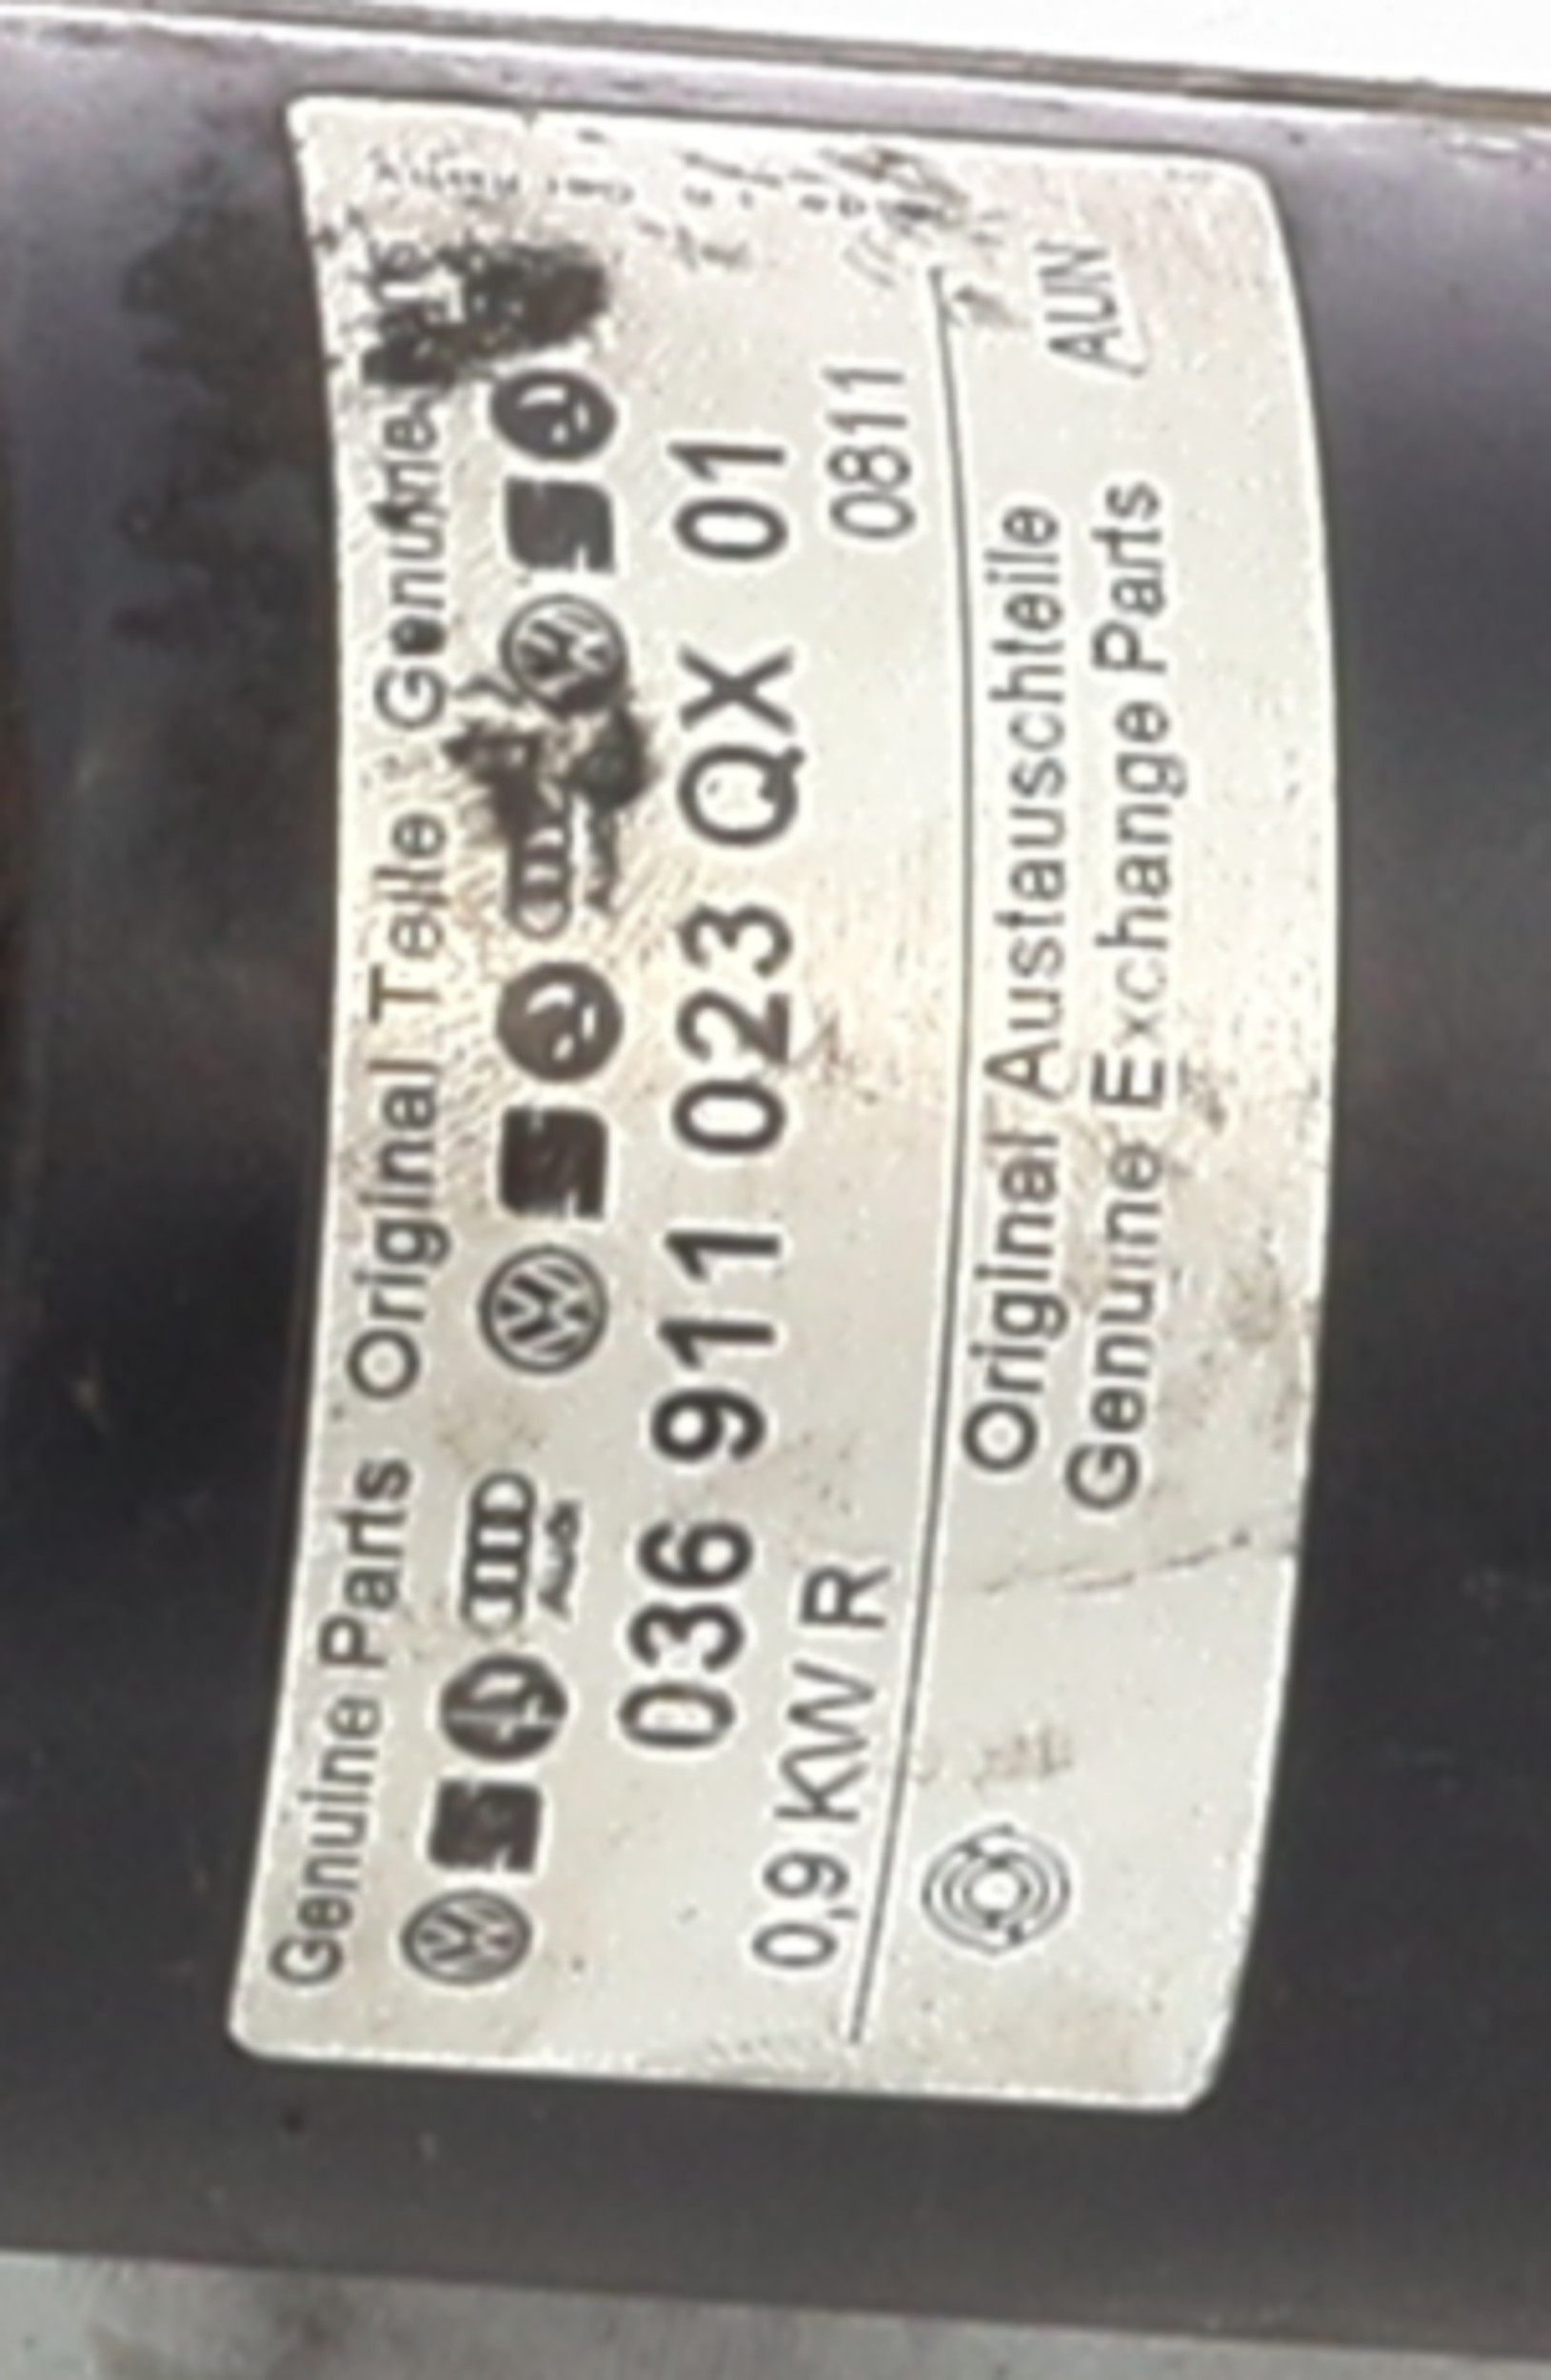 Genuine Parts Original Teile Genuine
Audi
036 911 023 QX 01
0,9 KW R 0811
Original Austauschteile AUN
Genuine Exchange Parts